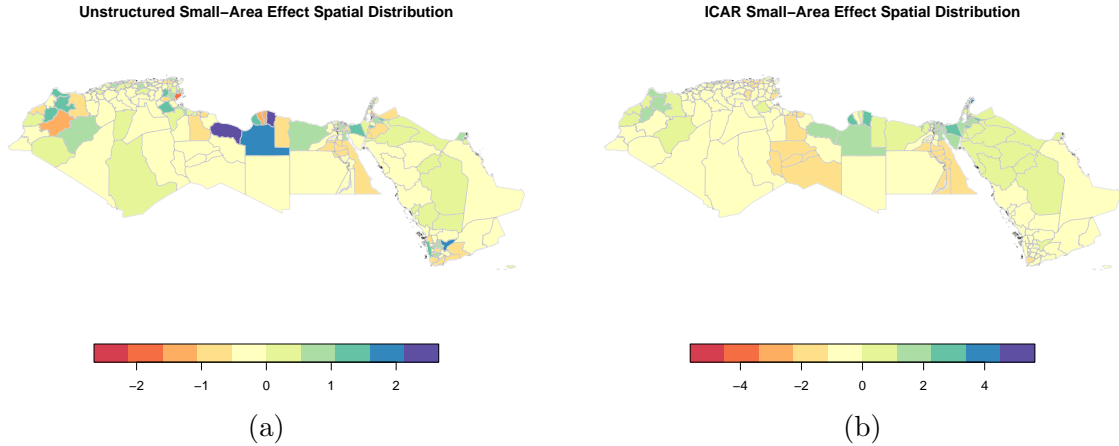 Unstructured Small−Area Effect Spatial Distribution
ICAR Small−Area Effect Spatial Distribution
−2 −1 0 1 2
−4 −2 0 2 4
(a)
(b)